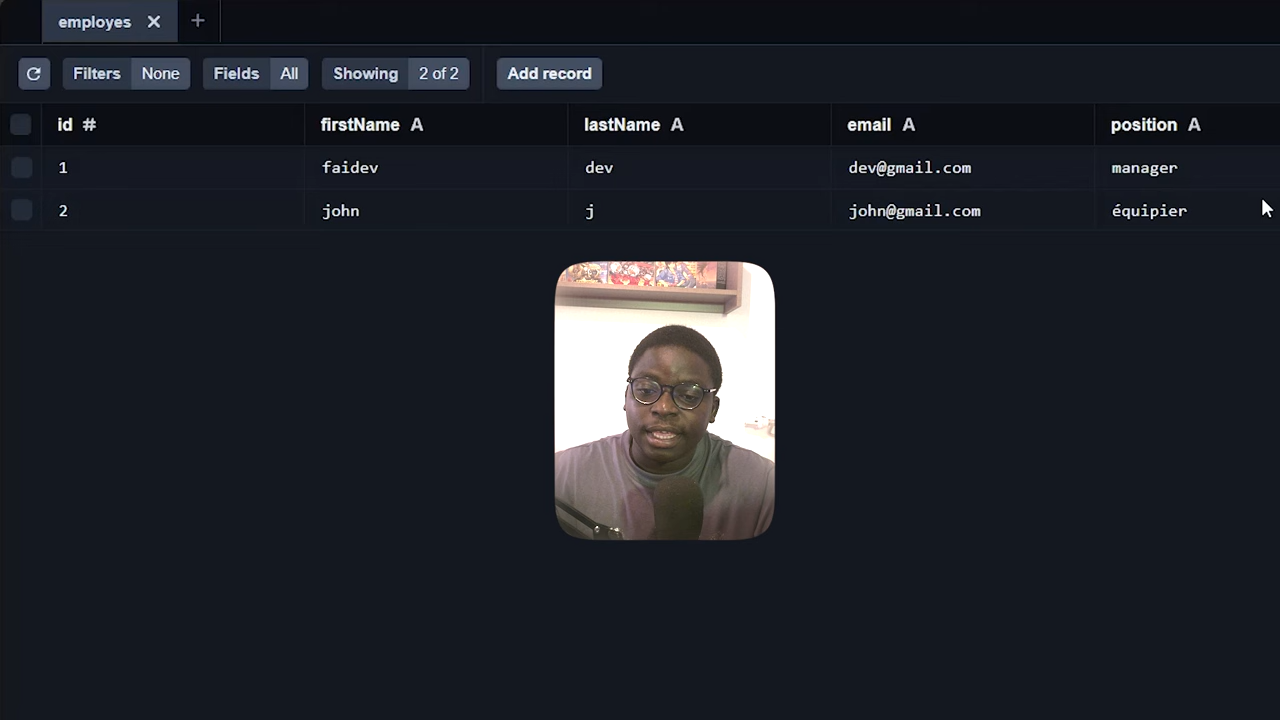 employes
Filters None Fields All Showing 2 of 2 Add record
id # firstName A lastName A email A position A
1 faidev dev dev@gmail.com manager
2 john j john@gmail.com équipier